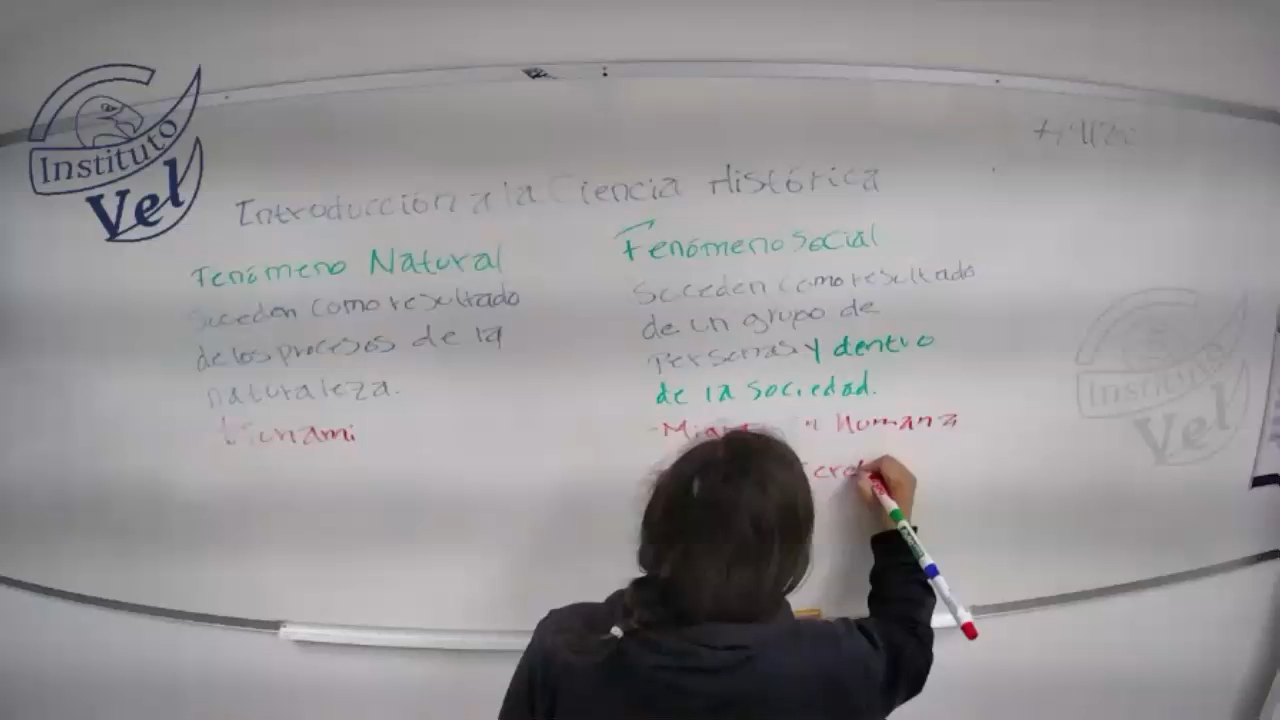 Instituto
Vel
Introducción a la Ciencia Histórica
Fenómeno Natural
Suceden como resultado
de los procesos de la
naturaleza.
tsunami
Fenómeno Social
Suceden como resultado
de un grupo de
Personas y dentro
de la sociedad.
Humana
Instituto
Vel